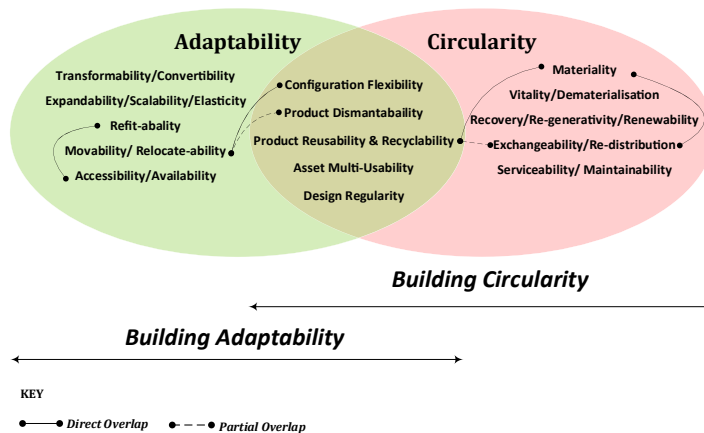 Adaptability
Circularity
Transformability/Convertibility
Expandability/Scalability/Elasticity
Refit-abality
Movability/ Relocate-ability
Accessibility/Availability
Configuration Flexibility
Product Dismantabaility
Product Reusability & Recyclability
Asset Multi-Usability
Design Regularity
Materiality
Vitality/Dematerialisation
Recovery/Re-generativity/Renewability
Exchangeability/Re-distribution
Serviceability/ Maintainability
Building Circularity
Building Adaptability
KEY
Direct Overlap
Partial Overlap